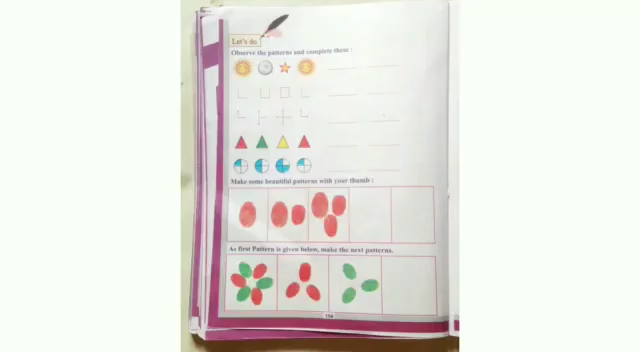 Let's do
Observe the patterns and complete these :
Make some beautiful patterns with your thumb :
As first Pattern is given below, make the next patterns.